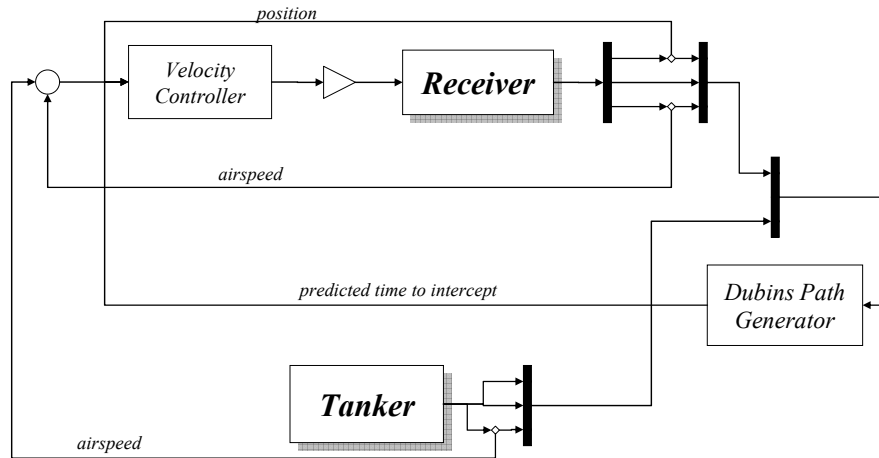 position
Velocity
Controller
Receiver
airspeed
predicted time to intercept
Dubins Path
Generator
Tanker
airspeed